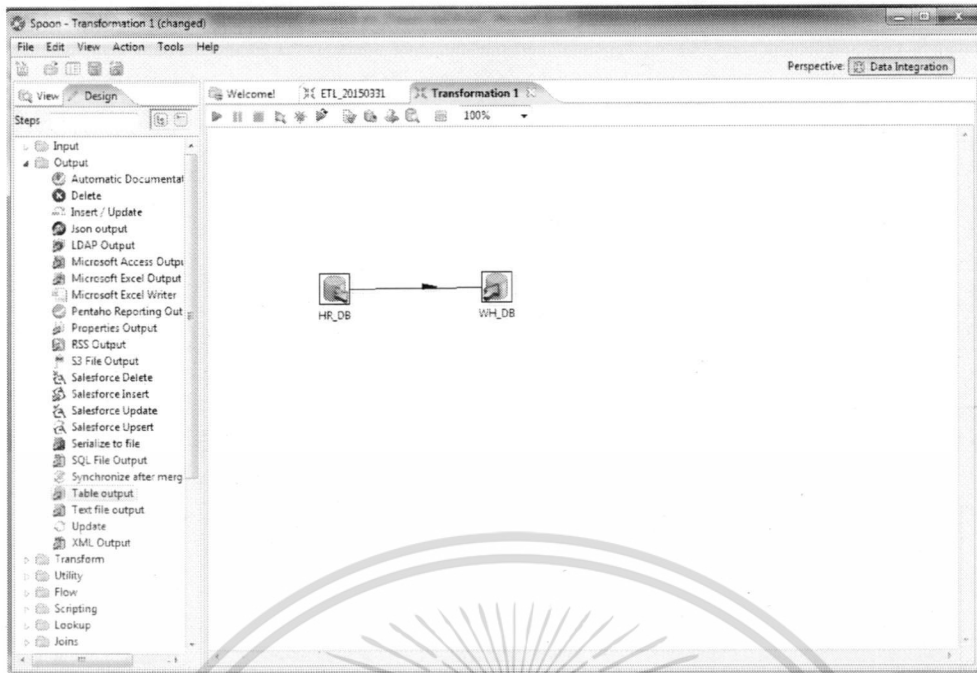 Spoon - Transformation 1 (changed)
File Edit View Action Tools Help
Perspective: Data Integration
View Design
Welcome! ETL_20150331 Transformation 1
Steps
100%
Input
Output
Automatic Documentat
Delete
Insert / Update
Json output
LDAP Output
Microsoft Access Outpu
Microsoft Excel Output
Microsoft Excel Writer
Pentaho Reporting Out
Properties Output
RSS Output
S3 File Output
Salesforce Delete
Salesforce Insert
Salesforce Update
Salesforce Upsert
Serialize to file
SQL File Output
Synchronize after merg
Table output
Text file output
Update
XML Output
Transform
Utility
Flow
Scripting
Lookup
Joins
HR_DB
WH_DB